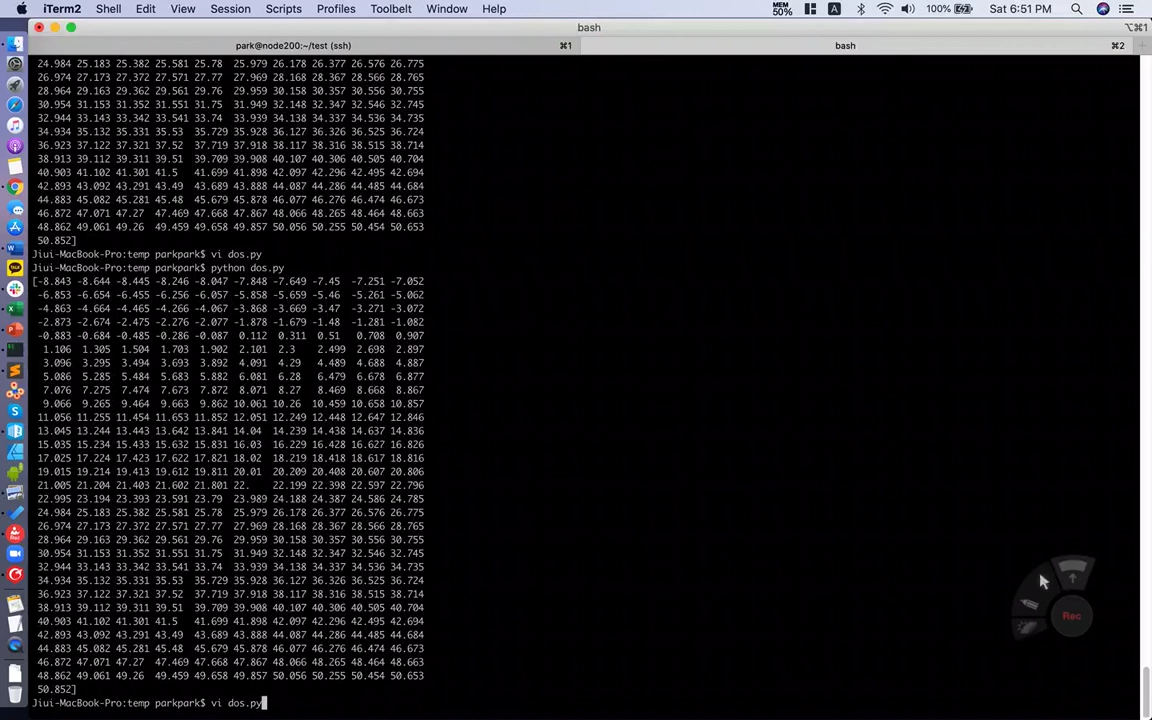 iTerm2 Shell Edit View Session Scripts Profiles Toolbelt Window Help MEM 50% A 100% Sat 6:51 PM
bash ⌥⌘1
park@node200:~/test (ssh) ⌘1 bash ⌘2
24.984 25.183 25.382 25.581 25.78 25.979 26.178 26.377 26.576 26.775
26.974 27.173 27.372 27.571 27.77 27.969 28.168 28.367 28.566 28.765
28.964 29.163 29.362 29.561 29.76 29.959 30.158 30.357 30.556 30.755
30.954 31.153 31.352 31.551 31.75 31.949 32.148 32.347 32.546 32.745
32.944 33.143 33.342 33.541 33.74 33.939 34.138 34.337 34.536 34.735
34.934 35.132 35.331 35.53 35.729 35.928 36.127 36.326 36.525 36.724
36.923 37.122 37.321 37.52 37.719 37.918 38.117 38.316 38.515 38.714
38.913 39.112 39.311 39.51 39.709 39.908 40.107 40.306 40.505 40.704
40.903 41.102 41.301 41.5 41.699 41.898 42.097 42.296 42.495 42.694
42.893 43.092 43.291 43.49 43.689 43.888 44.087 44.286 44.485 44.684
44.883 45.082 45.281 45.48 45.679 45.878 46.077 46.276 46.474 46.673
46.872 47.071 47.27 47.469 47.668 47.867 48.066 48.265 48.464 48.663
48.862 49.061 49.26 49.459 49.658 49.857 50.056 50.255 50.454 50.653
50.852]
Jiui-MacBook-Pro:temp parkpark$ vi dos.py
Jiui-MacBook-Pro:temp parkpark$ python dos.py
[-8.843 -8.644 -8.445 -8.246 -8.047 -7.848 -7.649 -7.45 -7.251 -7.052
-6.853 -6.654 -6.455 -6.256 -6.057 -5.858 -5.659 -5.46 -5.261 -5.062
-4.863 -4.664 -4.465 -4.266 -4.067 -3.868 -3.669 -3.47 -3.271 -3.072
-2.873 -2.674 -2.475 -2.276 -2.077 -1.878 -1.679 -1.48 -1.281 -1.082
-0.883 -0.684 -0.485 -0.286 -0.087 0.112 0.311 0.51 0.708 0.907
1.106 1.305 1.504 1.703 1.902 2.101 2.3 2.499 2.698 2.897
3.096 3.295 3.494 3.693 3.892 4.091 4.29 4.489 4.688 4.887
5.086 5.285 5.484 5.683 5.882 6.081 6.28 6.479 6.678 6.877
7.076 7.275 7.474 7.673 7.872 8.071 8.27 8.469 8.668 8.867
9.066 9.265 9.464 9.663 9.862 10.061 10.26 10.459 10.658 10.857
11.056 11.255 11.454 11.653 11.852 12.051 12.249 12.448 12.647 12.846
13.045 13.244 13.443 13.642 13.841 14.04 14.239 14.438 14.637 14.836
15.035 15.234 15.433 15.632 15.831 16.03 16.229 16.428 16.627 16.826
17.025 17.224 17.423 17.622 17.821 18.02 18.219 18.418 18.617 18.816
19.015 19.214 19.413 19.612 19.811 20.01 20.209 20.408 20.607 20.806
21.005 21.204 21.403 21.602 21.801 22. 22.199 22.398 22.597 22.796
22.995 23.194 23.393 23.591 23.79 23.989 24.188 24.387 24.586 24.785
24.984 25.183 25.382 25.581 25.78 25.979 26.178 26.377 26.576 26.775
26.974 27.173 27.372 27.571 27.77 27.969 28.168 28.367 28.566 28.765
28.964 29.163 29.362 29.561 29.76 29.959 30.158 30.357 30.556 30.755
30.954 31.153 31.352 31.551 31.75 31.949 32.148 32.347 32.546 32.745
32.944 33.143 33.342 33.541 33.74 33.939 34.138 34.337 34.536 34.735
34.934 35.132 35.331 35.53 35.729 35.928 36.127 36.326 36.525 36.724
36.923 37.122 37.321 37.52 37.719 37.918 38.117 38.316 38.515 38.714
38.913 39.112 39.311 39.51 39.709 39.908 40.107 40.306 40.505 40.704
40.903 41.102 41.301 41.5 41.699 41.898 42.097 42.296 42.495 42.694
42.893 43.092 43.291 43.49 43.689 43.888 44.087 44.286 44.485 44.684
44.883 45.082 45.281 45.48 45.679 45.878 46.077 46.276 46.474 46.673
46.872 47.071 47.27 47.469 47.668 47.867 48.066 48.265 48.464 48.663
48.862 49.061 49.26 49.459 49.658 49.857 50.056 50.255 50.454 50.653
50.852]
Jiui-MacBook-Pro:temp parkpark$ vi dos.py
Rec